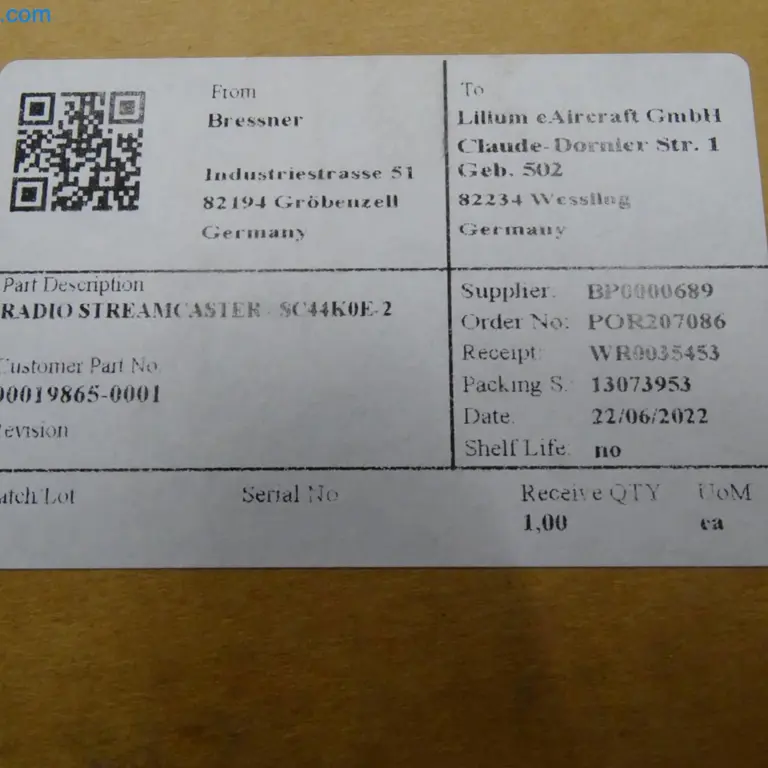 .com
From
Bressner
Industriestrasse 51
82194 Gröbenzell
Germany
To
Lilium eAircraft GmbH
Claude-Dornier Str. 1
Geb. 502
82234 Wessling
Germany
Part Description
RADIO STREAMCASTER - SC44K0E-2
Customer Part No
00019865-0001
evision
Supplier: BP0000689
Order No: POR207086
Receipt: WR0035453
Packing S.: 13073953
Date: 22/06/2022
Shelf Life: no
atch/Lot
Serial No
Receive QTY
1,00
UoM
ea